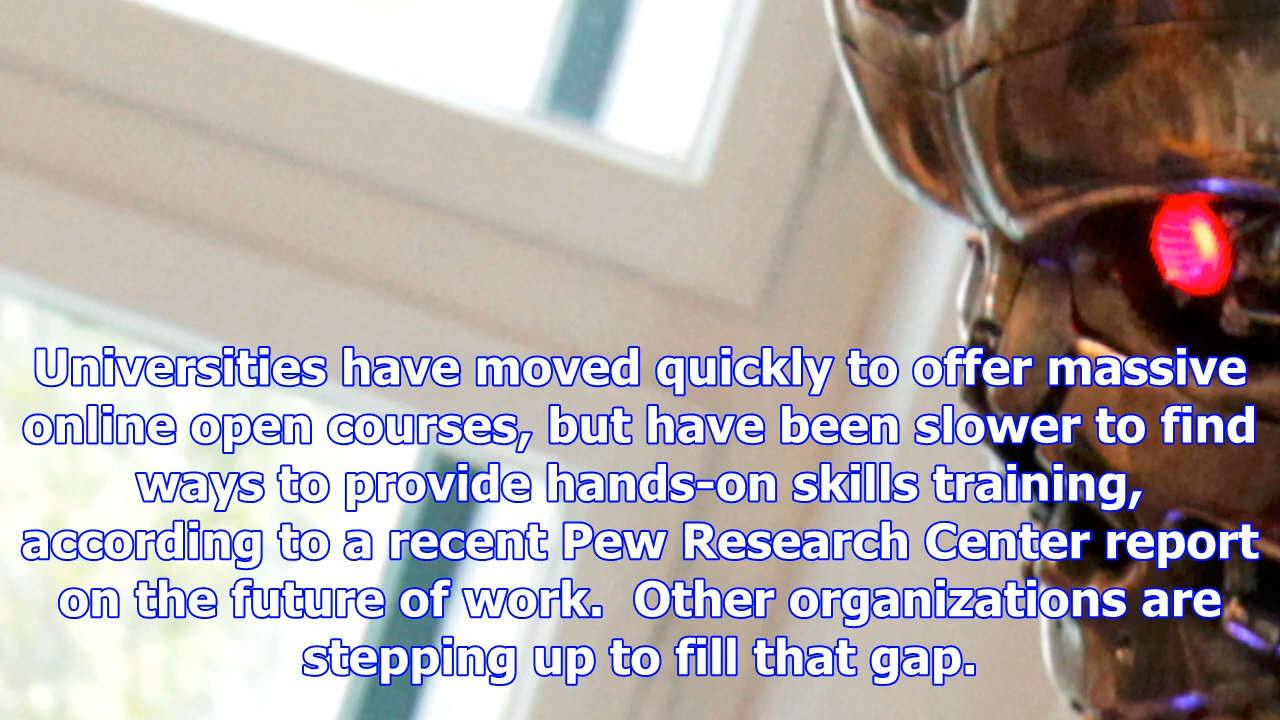 Universities have moved quickly to offer massive
online open courses, but have been slower to find
ways to provide hands-on skills training,
according to a recent Pew Research Center report
on the future of work.  Other organizations are
stepping up to fill that gap.